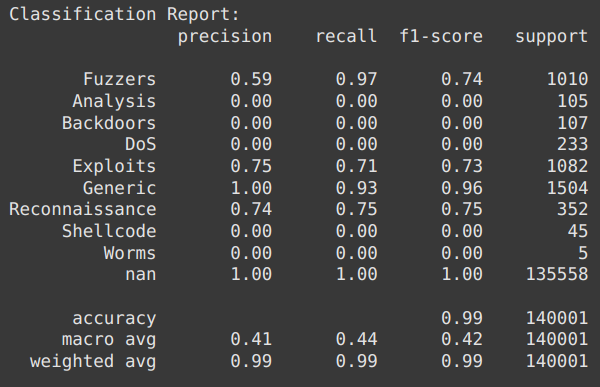 Classification Report:
precision recall f1-score support
Fuzzers 0.59 0.97 0.74 1010
Analysis 0.00 0.00 0.00 105
Backdoors 0.00 0.00 0.00 107
DoS 0.00 0.00 0.00 233
Exploits 0.75 0.71 0.73 1082
Generic 1.00 0.93 0.96 1504
Reconnaissance 0.74 0.75 0.75 352
Shellcode 0.00 0.00 0.00 45
Worms 0.00 0.00 0.00 5
nan 1.00 1.00 1.00 135558
accuracy 0.99 140001
macro avg 0.41 0.44 0.42 140001
weighted avg 0.99 0.99 0.99 140001